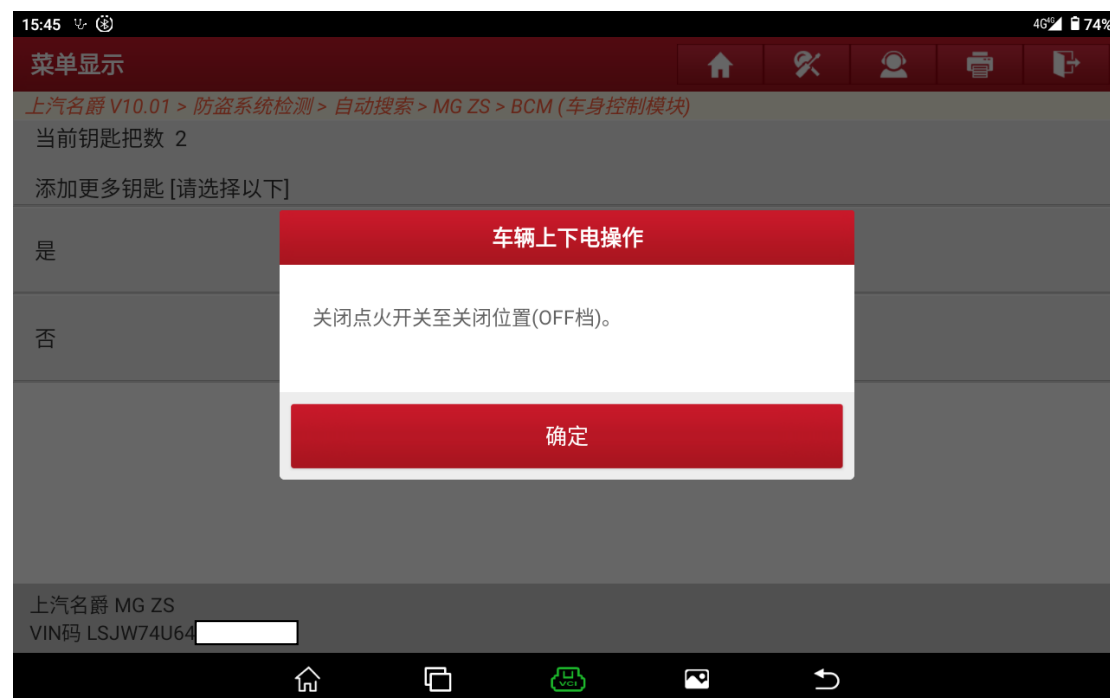 15:45
4G 4G 74%
菜单显示
上汽名爵 V10.01 > 防盗系统检测 > 自动搜索 > MG ZS > BCM (车身控制模块)
当前钥匙把数 2
添加更多钥匙 [请选择以下]
是
车辆上下电操作
关闭点火开关至关闭位置(OFF档)。
否
确定
上汽名爵 MG ZS
VIN码 LSJW74U64
VCI